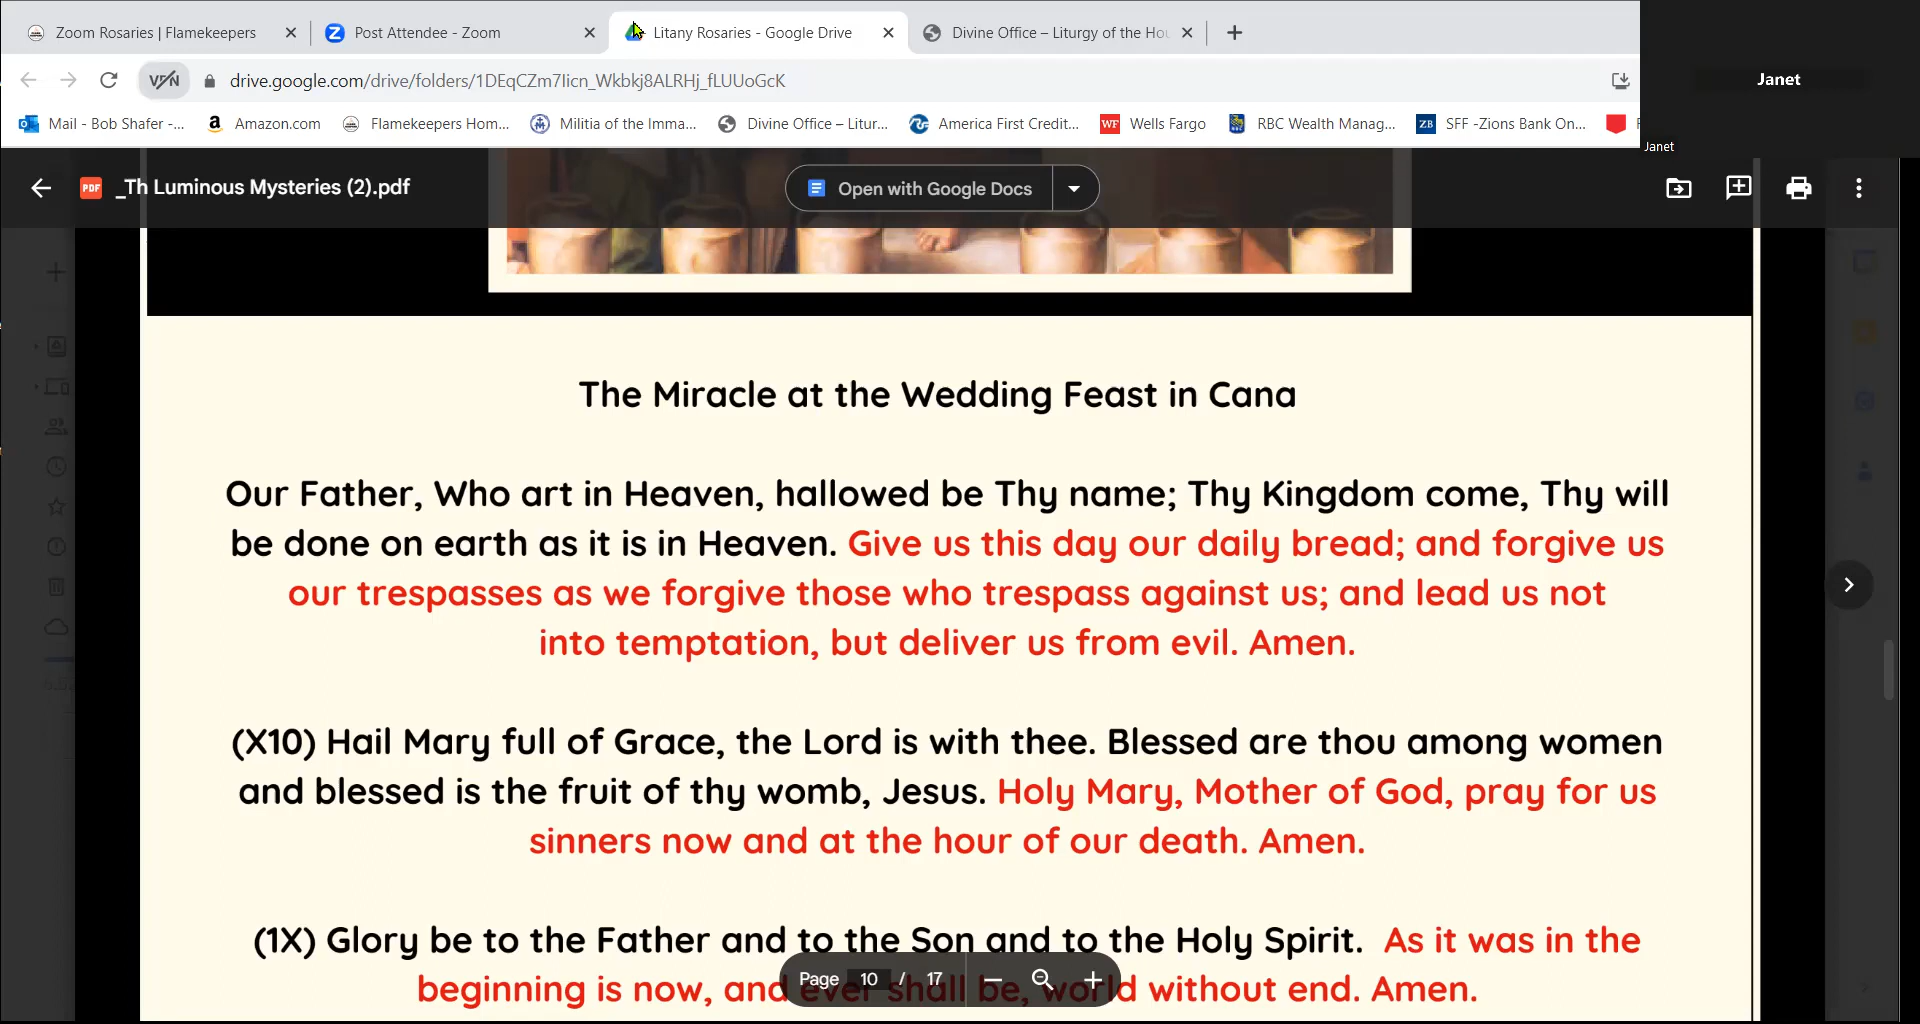 Zoom Rosaries | Flamekeepers
Post Attendee - Zoom
Litany Rosaries - Google Drive
Divine Office – Liturgy of the Hou
VPN
drive.google.com/drive/folders/1DEqCZm7Iicn_Wkbkj8ALRHj_fLUUoGcK
Janet
Mail - Bob Shafer -...
Amazon.com
Flamekeepers Hom...
Militia of the Imma...
Divine Office – Litur...
America First Credit...
WF Wells Fargo
RBC Wealth Manag...
ZB SFF -Zions Bank On...
Janet
PDF _Th Luminous Mysteries (2).pdf
Open with Google Docs
The Miracle at the Wedding Feast in Cana
Our Father, Who art in Heaven, hallowed be Thy name; Thy Kingdom come, Thy will
be done on earth as it is in Heaven. Give us this day our daily bread; and forgive us
our trespasses as we forgive those who trespass against us; and lead us not
into temptation, but deliver us from evil. Amen.
(X10) Hail Mary full of Grace, the Lord is with thee. Blessed are thou among women
and blessed is the fruit of thy womb, Jesus. Holy Mary, Mother of God, pray for us
sinners now and at the hour of our death. Amen.
(1X) Glory be to the Father and to the Son and to the Holy Spirit. As it was in the
beginning is now, and ever shall be, world without end. Amen.
Page 10 / 17